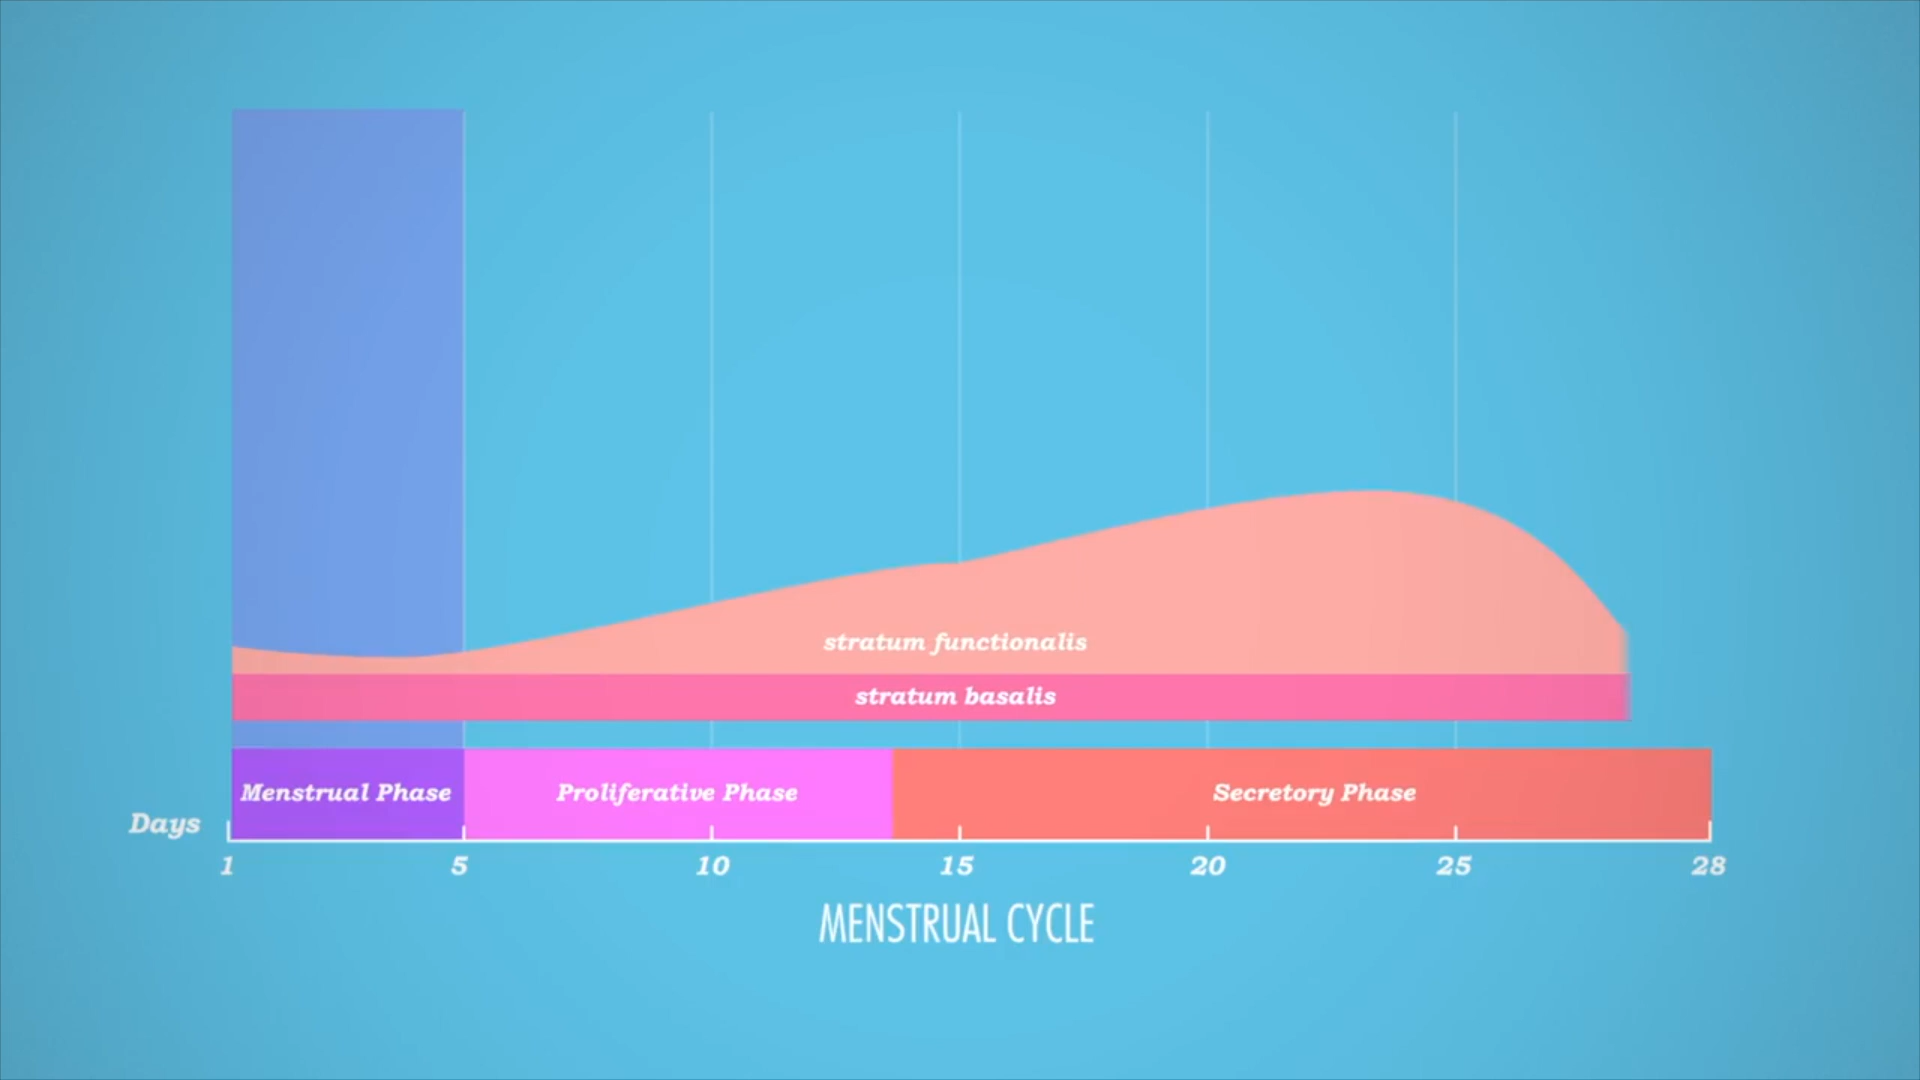 stratum functionalis
stratum basalis
Menstrual Phase Proliferative Phase Secretory Phase
Days
1 5 10 15 20 25 28
MENSTRUAL CYCLE